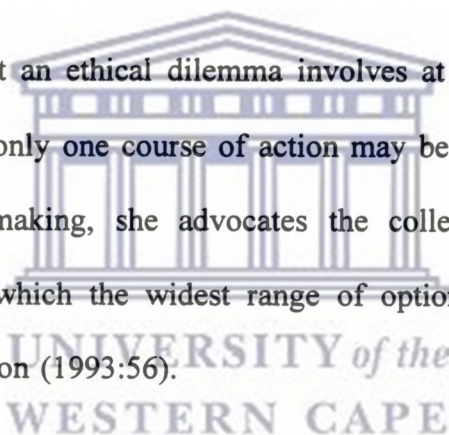 t an ethical dilemma involves at
only one course of action may be
making, she advocates the colle
which the widest range of option
on (1993:56).
UNIVERSITY of the
WESTERN CAPE